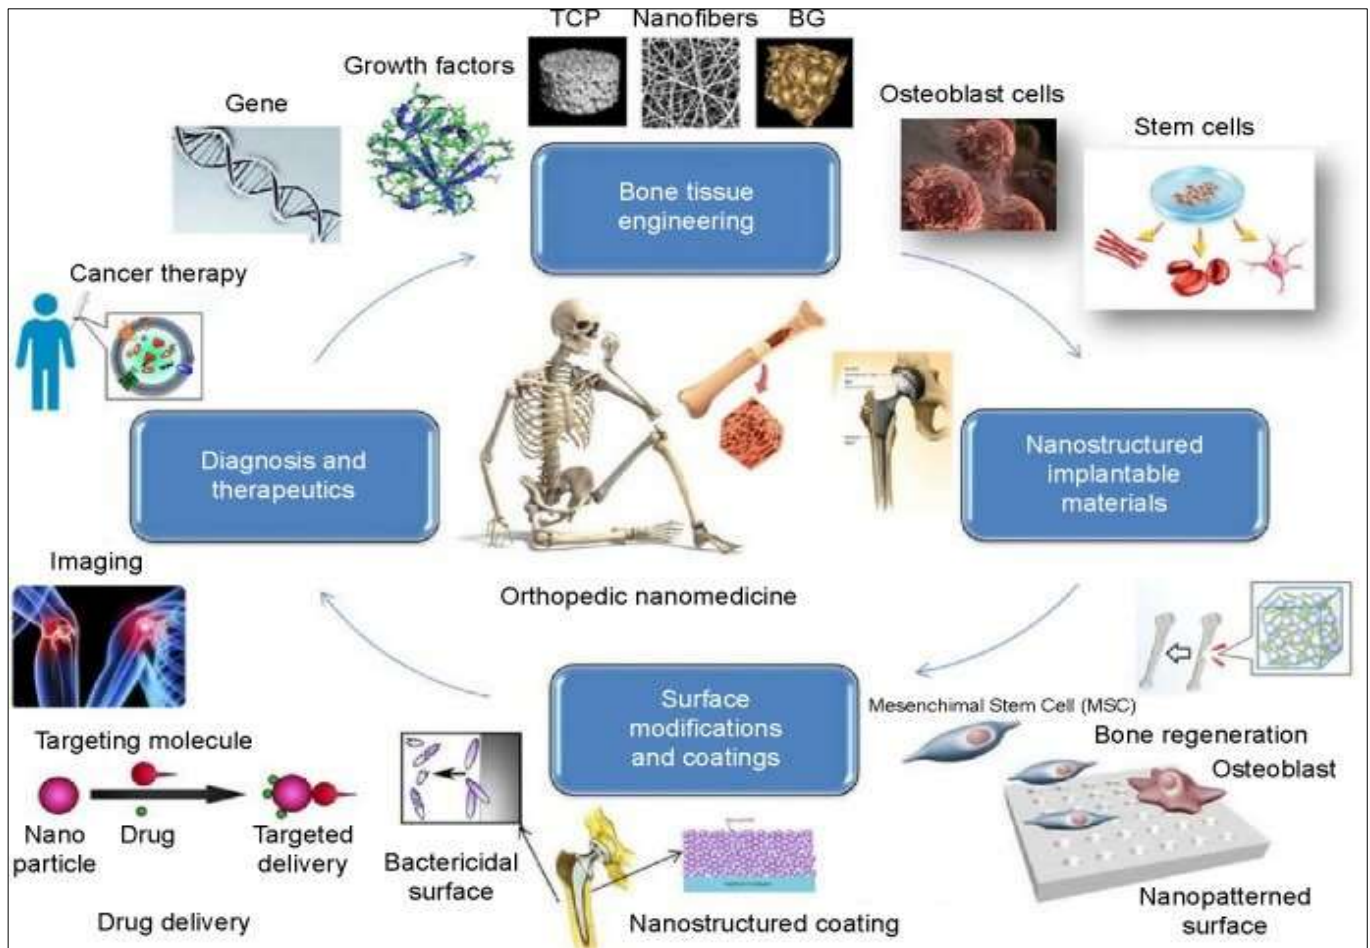 TCP Nanofibers BG
Growth factors
Gene
Osteoblast cells
Stem cells
Bone tissue
engineering
Cancer therapy
Diagnosis and
therapeutics
Nanostructured
implantable
materials
Imaging
Orthopedic nanomedicine
Surface
modifications
and coatings
Mesenchimal Stem Cell (MSC)
Bone regeneration
Osteoblast
Targeting molecule
Nano
particle
Drug
Targeted
delivery
Drug delivery
Bactericidal
surface
Nanostructured coating
Nanopatterned
surface